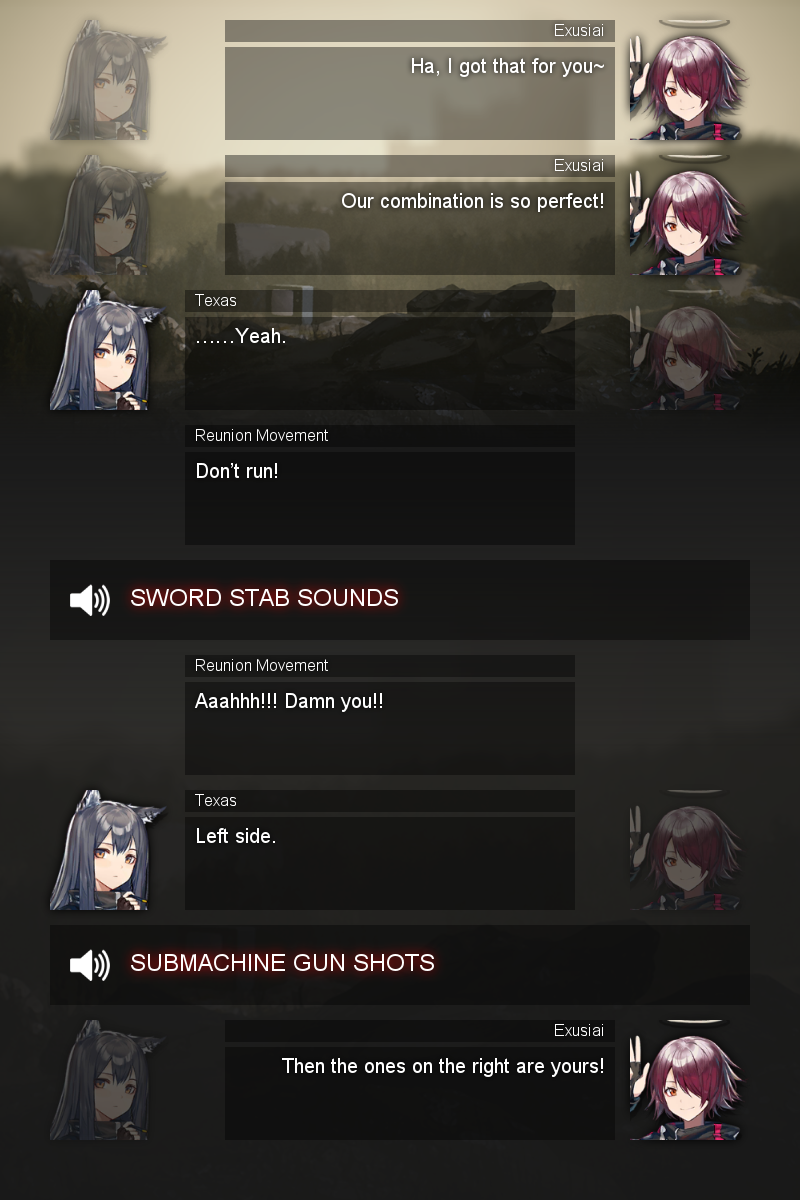 Exusiai
Ha, I got that for you~
Exusiai
Our combination is so perfect!
Texas
……Yeah.
Reunion Movement
Don’t run!
SWORD STAB SOUNDS
Reunion Movement
Aaahhh!!! Damn you!!
Texas
Left side.
SUBMACHINE GUN SHOTS
Exusiai
Then the ones on the right are yours!